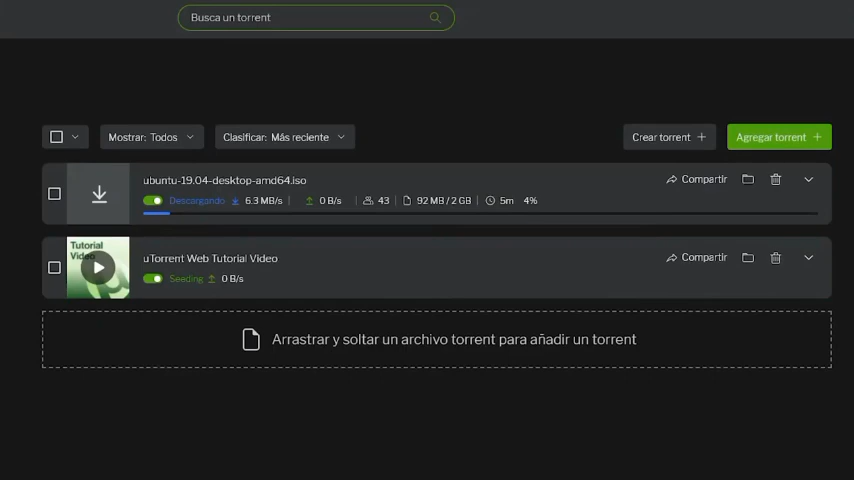 Busca un torrent
Mostrar: Todos
Clasificar: Más reciente
Crear torrent
Agregar torrent
ubuntu-19.04-desktop-amd64.iso
Compartir
Descargando 6.3 MB/s 0 B/s 43 92 MB / 2 GB 5m 4%
Tutorial
Video
uTorrent Web Tutorial Video
Compartir
Seeding 0 B/s
Arrastrar y soltar un archivo torrent para añadir un torrent